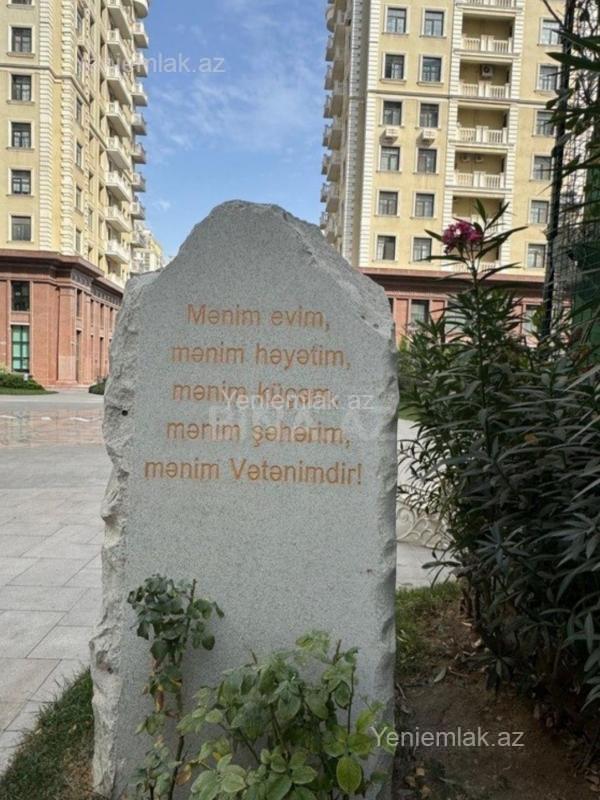 Yeniemlak.az
Mənim evim,
mənim həyətim,
mənim küçəm,
Yeniemlak.az
mənim şəhərim,
mənim Vətənimdir!
Yeniemlak.az